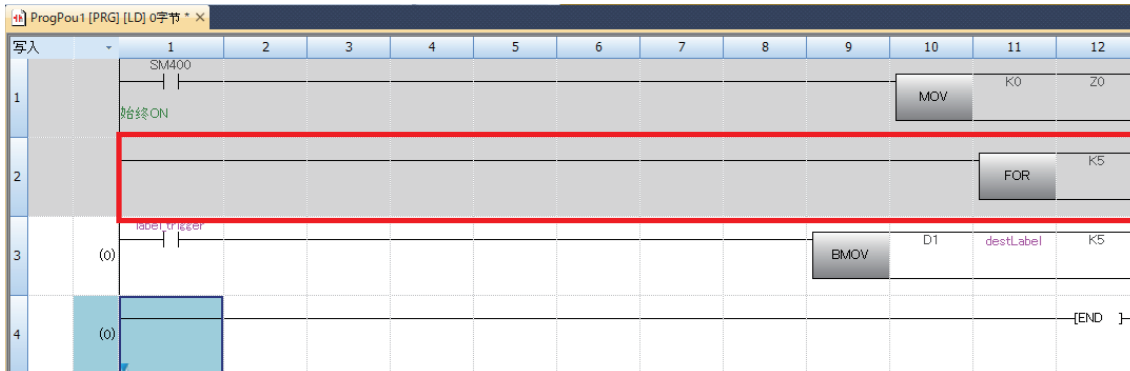 ProgPou1 [PRG] [LD] 0字节 * ×
写入 1 2 3 4 5 6 7 8 9 10 11 12
SM400
1 MOV K0 Z0
始终ON
2 FOR K5
label trigger
3 (0) BMOV D1 destLabel K5
4 (0) [END ]